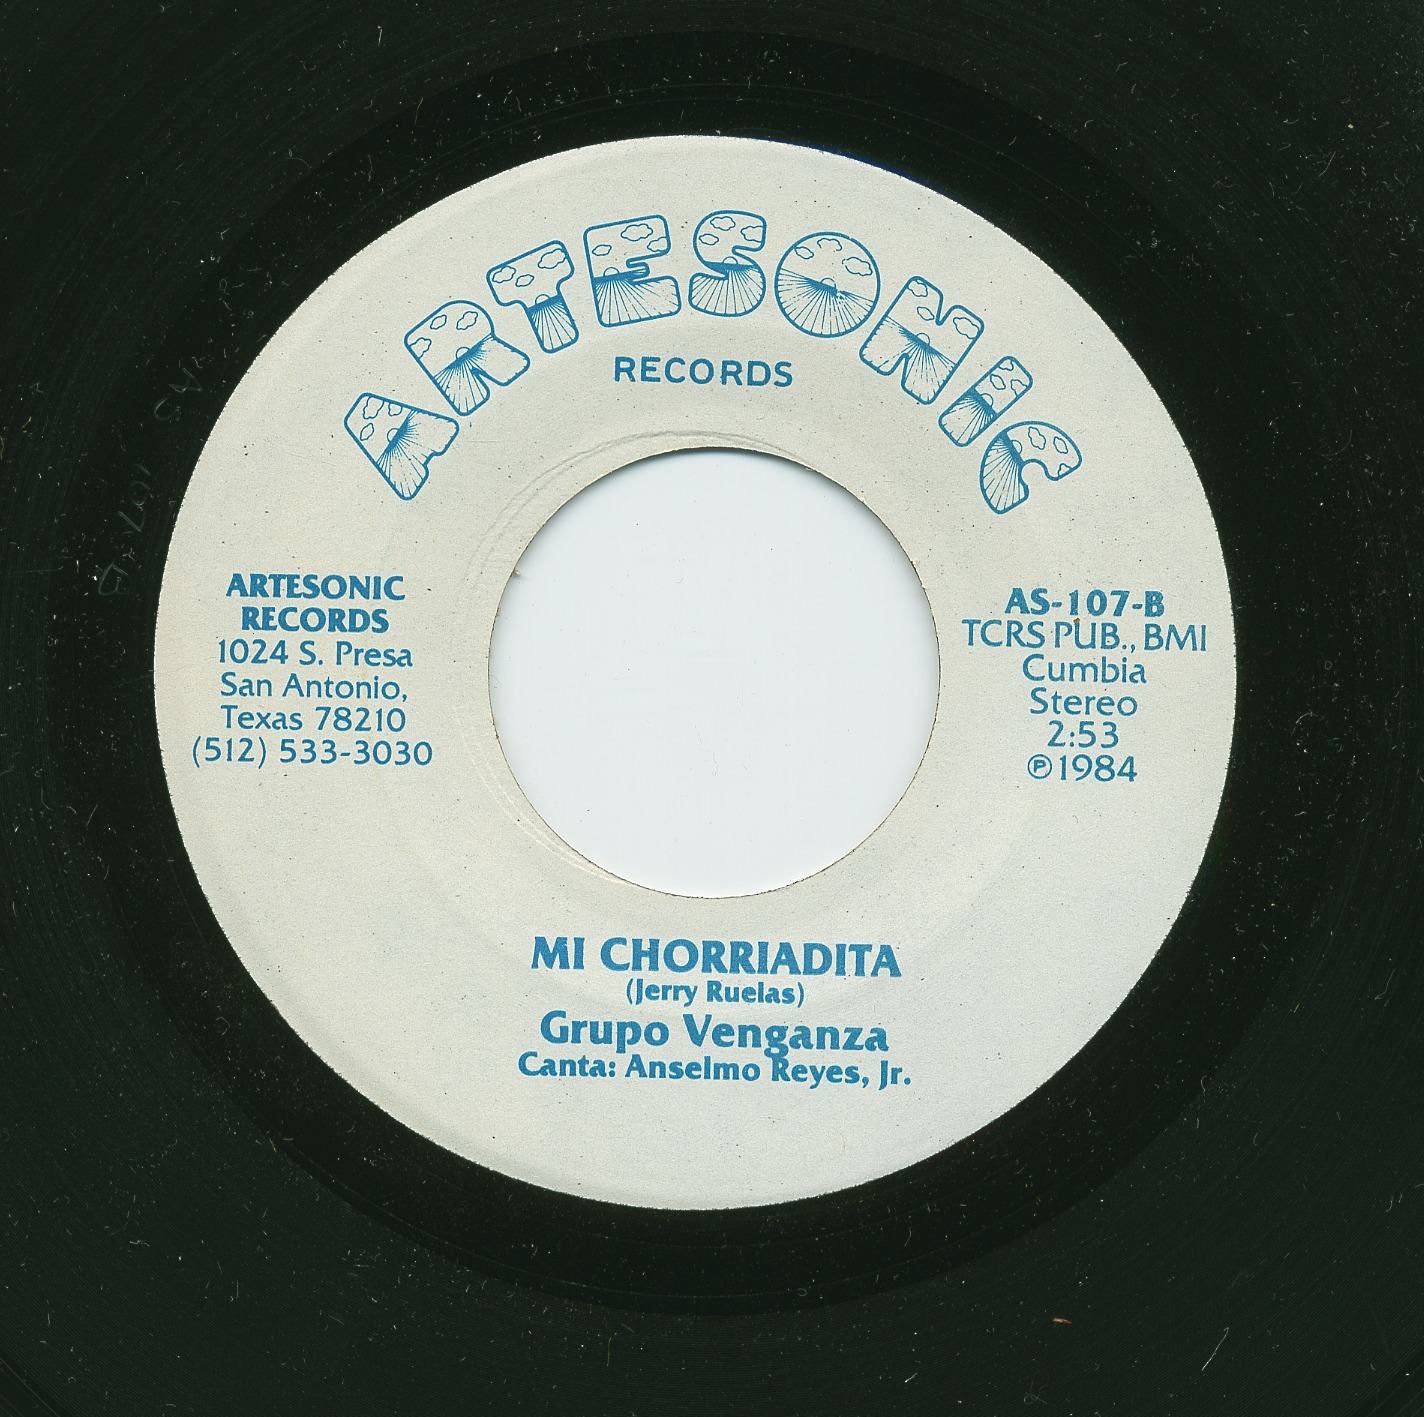 ARTESONIC
RECORDS
ARTESONIC
RECORDS
1024 S. Presa
San Antonio,
Texas 78210
(512) 533-3030
AS-107-B
TCRS PUB., BMI
Cumbia
Stereo
2:53
℗1984
MI CHORRIADITA
(Jerry Ruelas)
Grupo Venganza
Canta: Anselmo Reyes, Jr.